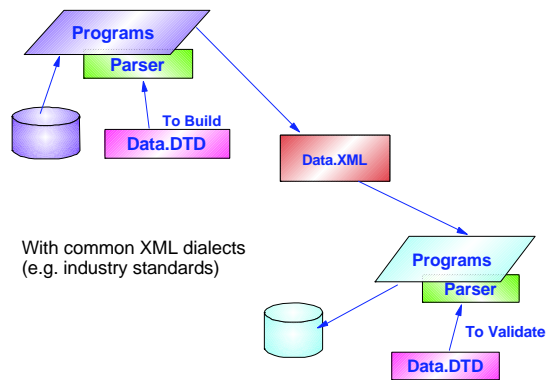 Programs
Parser
To Build
Data.DTD
Data.XML
With common XML dialects
(e.g. industry standards)
Programs
Parser
To Validate
Data.DTD